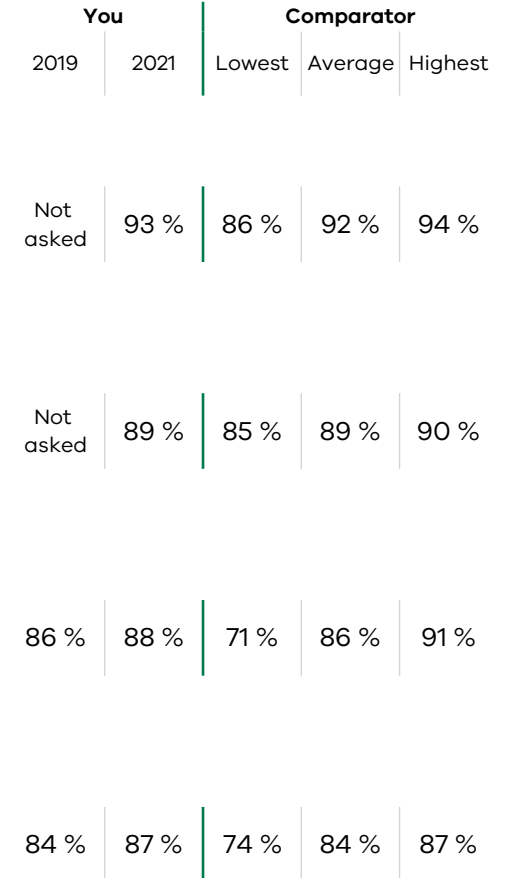 You Comparator
2019 2021 Lowest Average Highest
Not
asked 93 % 86 % 92 % 94 %
Not
asked 89 % 85 % 89 % 90 %
86 % 88 % 71 % 86 % 91 %
84 % 87 % 74 % 84 % 87 %